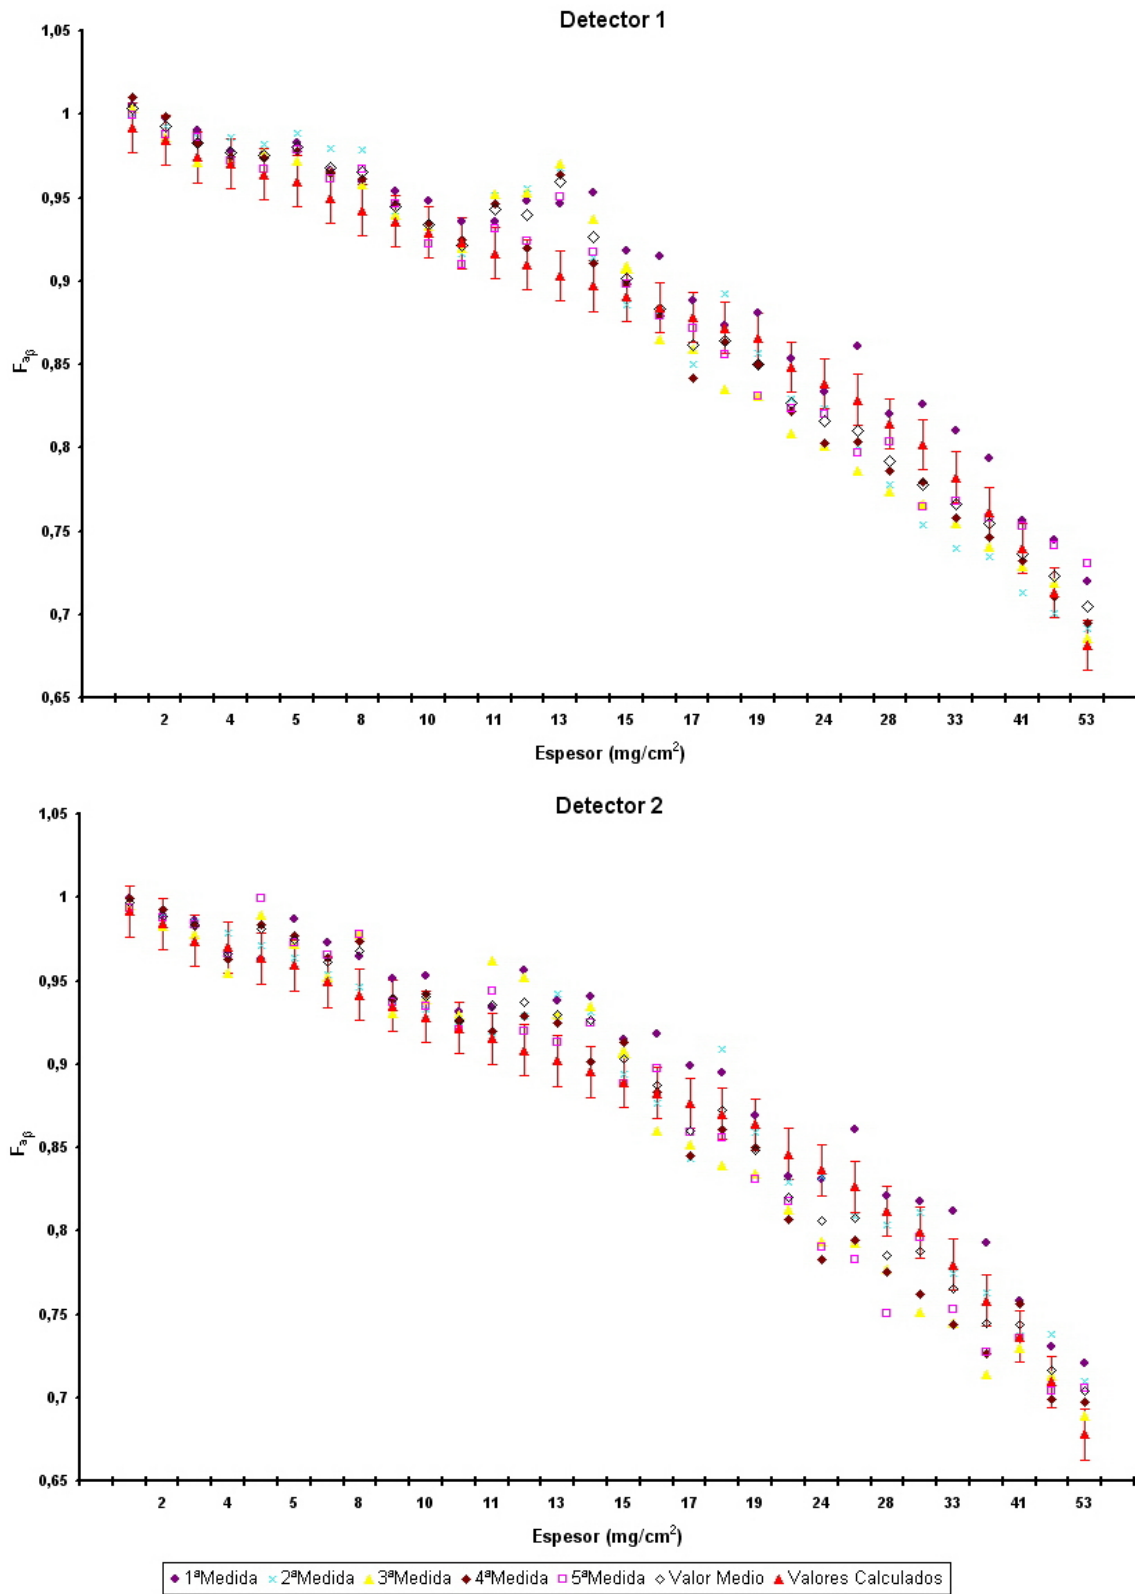 Detector 1
1,05
1
0,95
0,9
0,85
0,8
0,75
0,7
0,65
Faβ
2 4 5 8 10 11 13 15 17 19 24 28 33 41 53
Espesor (mg/cm²)
Detector 2
1,05
1
0,95
0,9
0,85
0,8
0,75
0,7
0,65
Faβ
2 4 5 8 10 11 13 15 17 19 24 28 33 41 53
Espesor (mg/cm²)
1ªMedida 2ªMedida 3ªMedida 4ªMedida 5ªMedida Valor Medio Valores Calculados